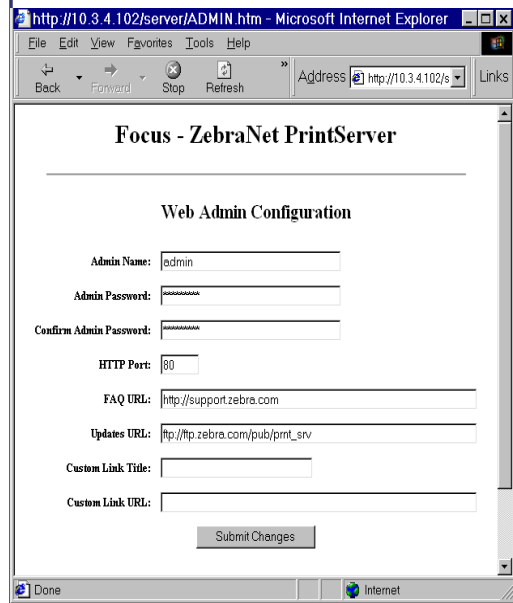 http://10.3.4.102/server/ADMIN.htm - Microsoft Internet Explorer
File Edit View Favorites Tools Help
Back Forward Stop Refresh » Address http://10.3.4.102/s Links
Focus - ZebraNet PrintServer
Web Admin Configuration
Admin Name: admin
Admin Password: *********
Confirm Admin Password: *********
HTTP Port: 80
FAQ URL: http://support.zebra.com
Updates URL: ftp://ftp.zebra.com/pub/prnt_srv
Custom Link Title:
Custom Link URL:
Submit Changes
Done Internet